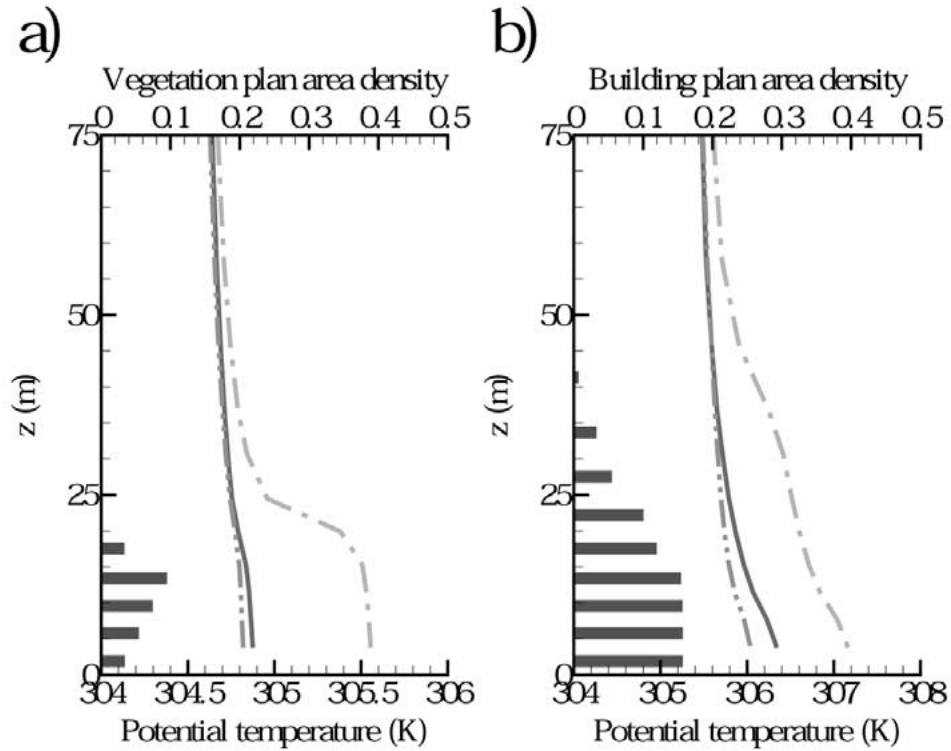 a)
Vegetation plan area density
0 0.1 0.2 0.3 0.4 0.5
75
50
z (m)
25
0
304 304.5 305 305.5 306
Potential temperature (K)
b)
Building plan area density
0 0.1 0.2 0.3 0.4 0.5
75
50
z (m)
25
0
304 305 306 307 308
Potential temperature (K)